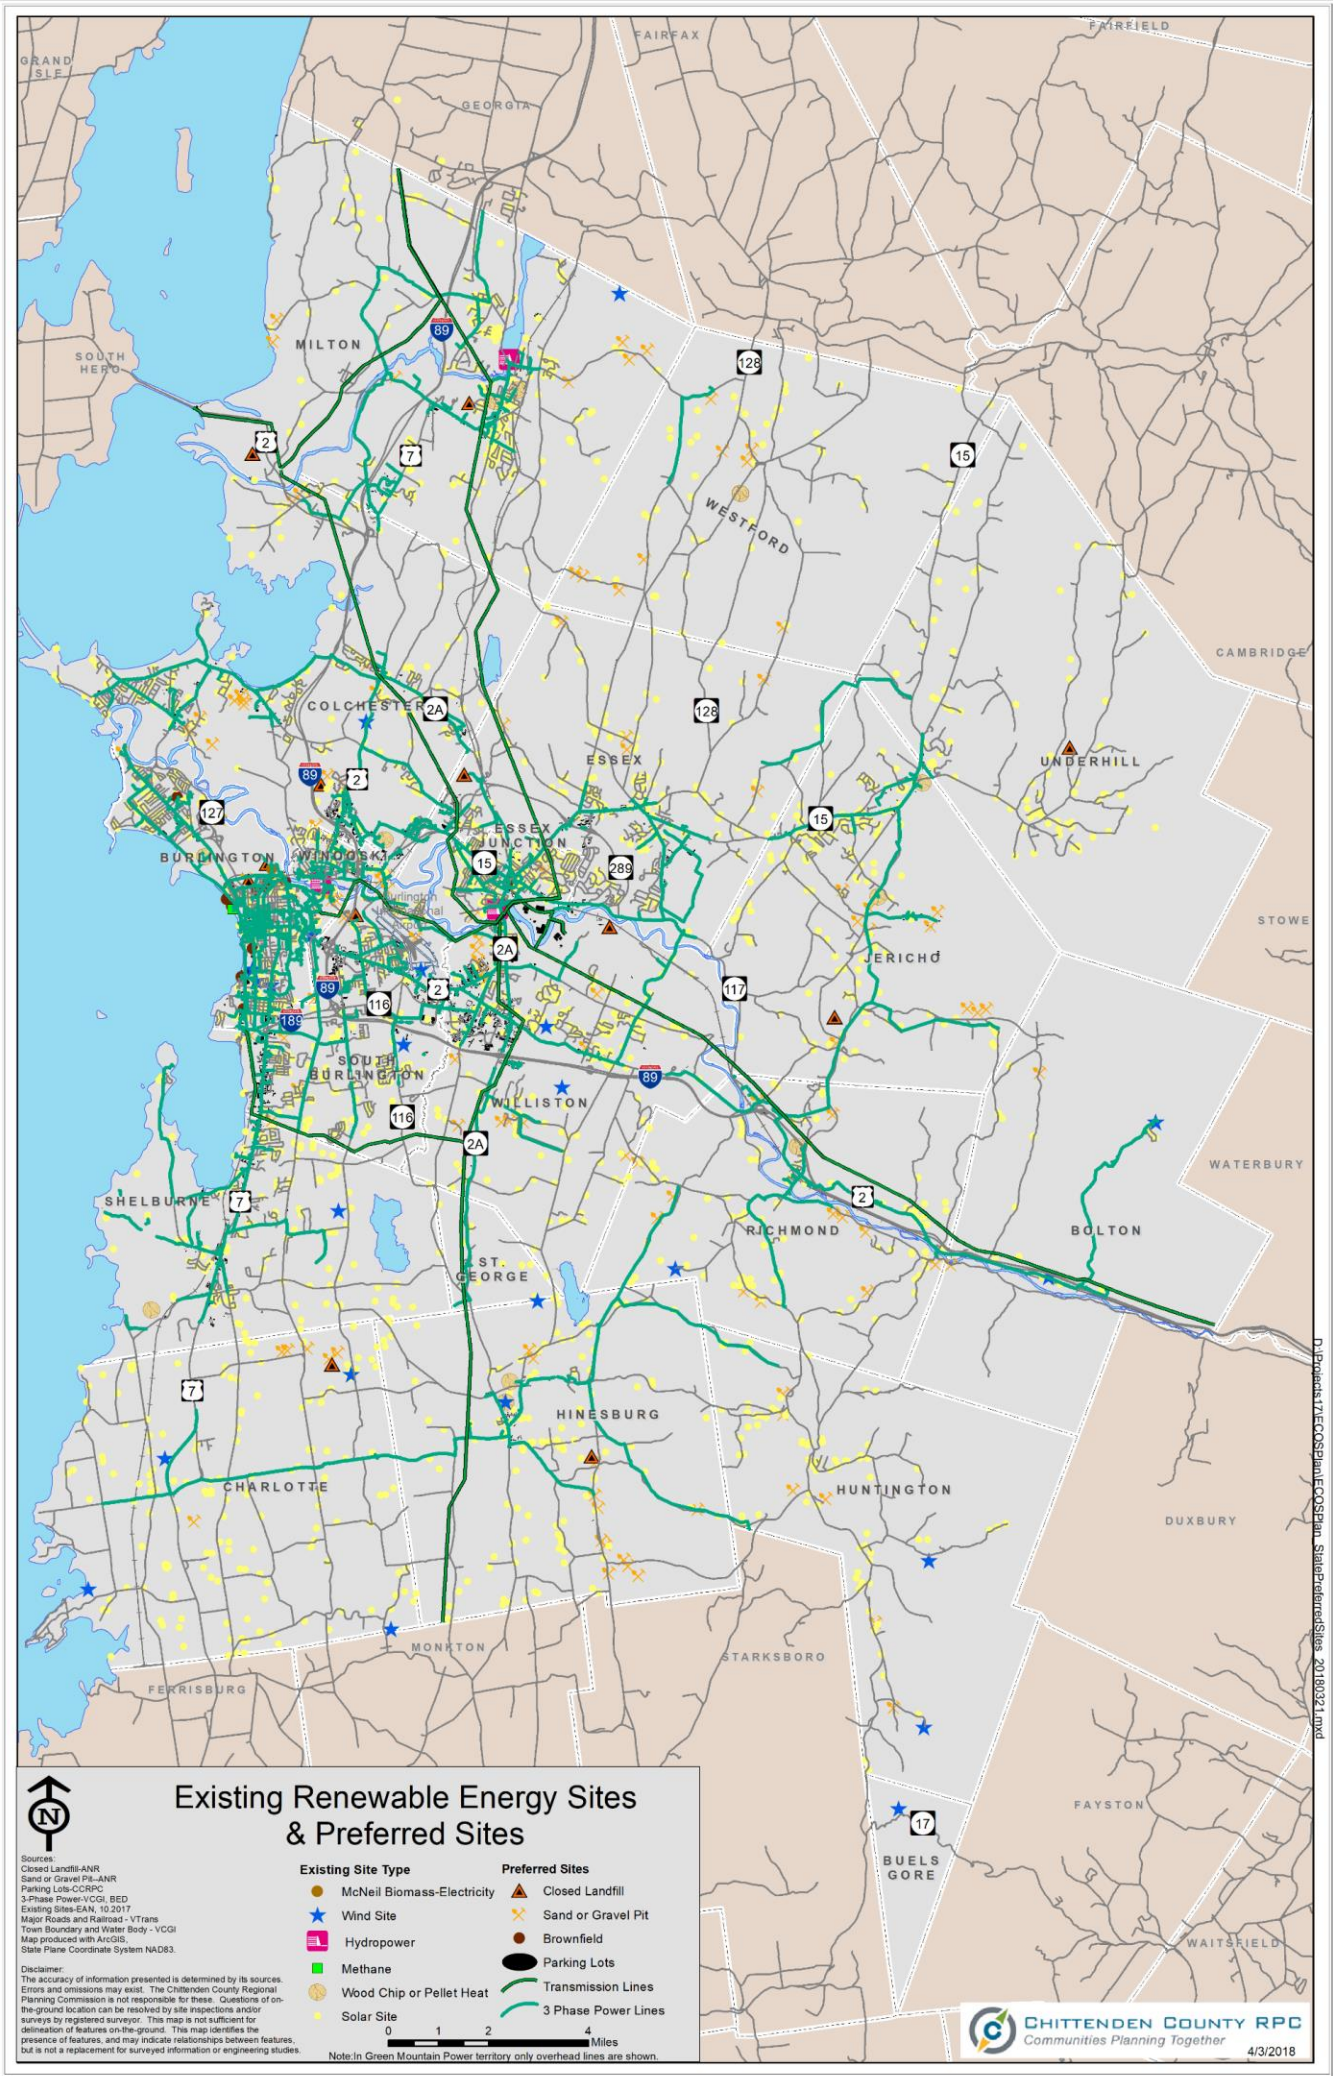 FAIRFIELD
FAIRFAX
GRAND
ISLE
GEORGIA
89
MILTON
SOUTH
HERO
128
2
7
15
WESTFORD
CAMBRIDGE
COLCHESTER
2A
128
ESSEX
UNDERHILL
89
2
127
15
ESSEX
JUNCTION
BURLINGTON
WINOOSKI
15
289
Burlington
International
Airport
STOWE
2A
JERICHO
89
2
117
116
189
SOUTH
BURLINGTON
89
WILLISTON
116
2A
WATERBURY
SHELBURNE
7
2
RICHMOND
BOLTON
ST.
GEORGE
7
HINESBURG
CHARLOTTE
HUNTINGTON
DUXBURY
MONKTON
STARKSBORO
FERRISBURG
FAYSTON
17
BUELS
GORE
WAITSFIELD
D:\Projects17\ECOSPlan\ECOSPlan_StatePreferredSites_20180321.mxd
N
Existing Renewable Energy Sites
& Preferred Sites
Sources:
Closed Landfill-ANR
Sand or Gravel Pit--ANR
Parking Lots-CCRPC
3-Phase Power-VCGI, BED
Existing Sites-EAN, 10.2017
Major Roads and Railroad - VTrans
Town Boundary and Water Body - VCGI
Map produced with ArcGIS,
State Plane Coordinate System NAD83.
Disclaimer:
The accuracy of information presented is determined by its sources.
Errors and omissions may exist. The Chittenden County Regional
Planning Commission is not responsible for these. Questions of on-
the-ground location can be resolved by site inspections and/or
surveys by registered surveyor. This map is not sufficient for
delineation of features on-the-ground. This map identifies the
presence of features, and may indicate relationships between features,
but is not a replacement for surveyed information or engineering studies.
Existing Site Type
McNeil Biomass-Electricity
Wind Site
Hydropower
Methane
Wood Chip or Pellet Heat
Solar Site
Preferred Sites
Closed Landfill
Sand or Gravel Pit
Brownfield
Parking Lots
Transmission Lines
3 Phase Power Lines
0 1 2 4
Miles
Note:In Green Mountain Power territory only overhead lines are shown.
CHITTENDEN COUNTY RPC
Communities Planning Together
4/3/2018